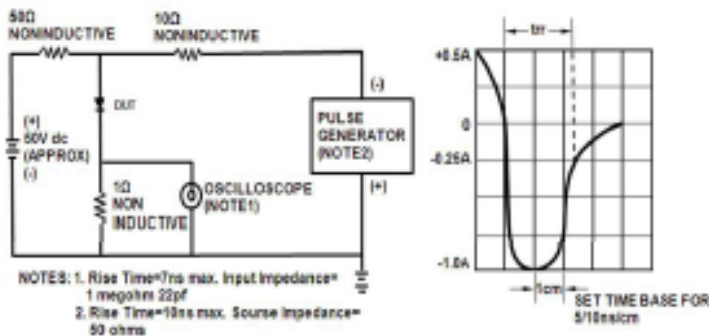 50Ω
NONINDUCTIVE
10Ω
NONINDUCTIVE
DUT
(+)
50V dc
(APPROX)
(-)
1Ω
NON
INDUCTIVE
OSCILLOSCOPE
(NOTE1)
(-)
PULSE
GENERATOR
(NOTE2)
(+)
trr
+0.5A
0
-0.25A
-1.0A
1cm
SET TIME BASE FOR
5/10ns/cm
NOTES: 1. Rise Time=7ns max. Input Impedance=
1 megohm 22pf
2. Rise Time=10ns max. Sourse Impedance=
50 ohms